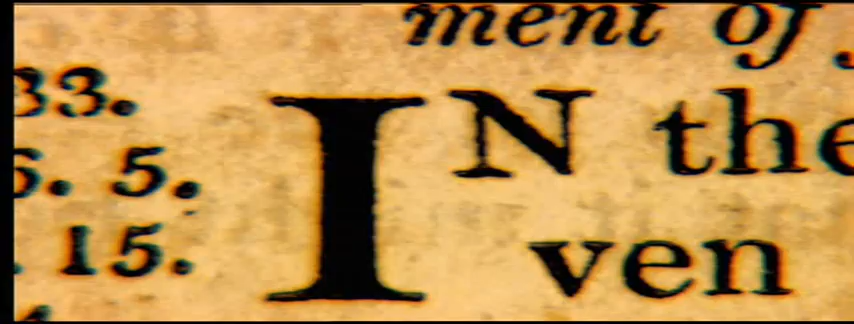 ment of
33.
IN the
6. 5.
ven
15.